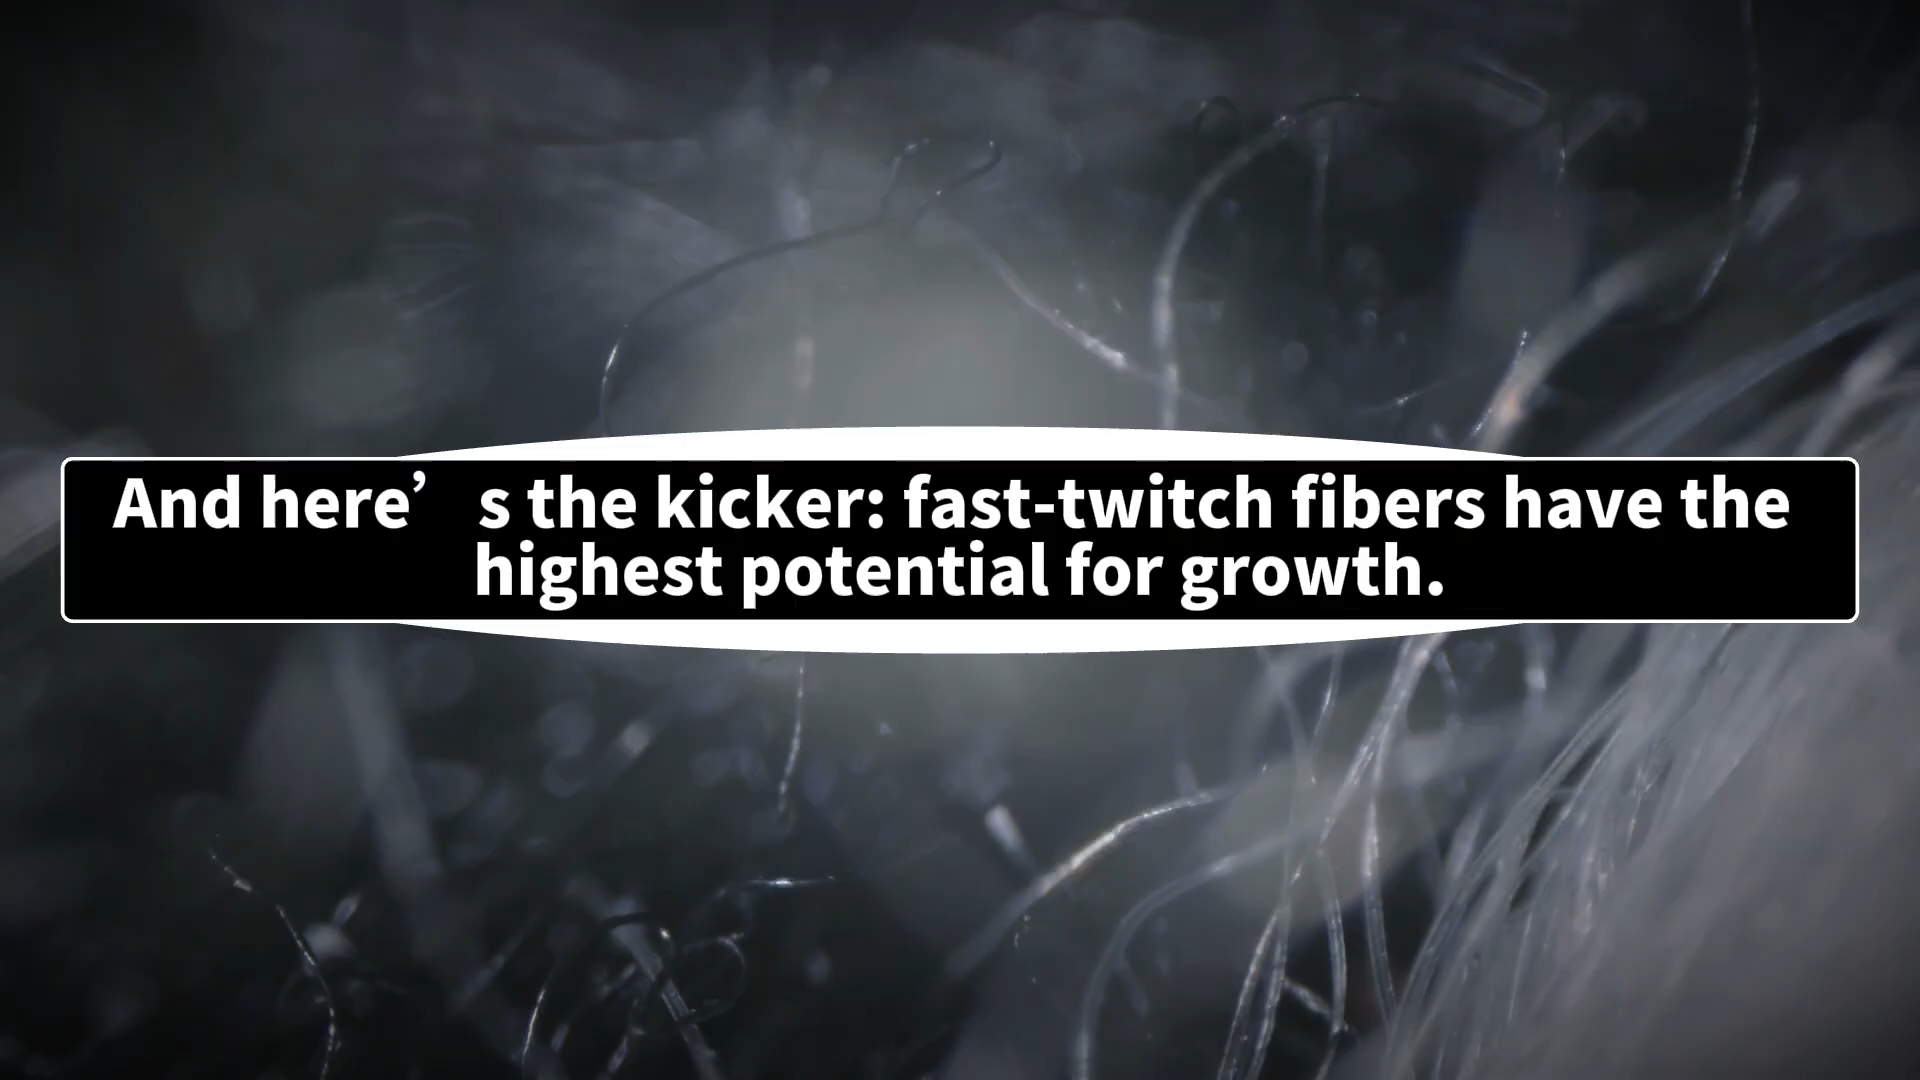 And here’s the kicker: fast-twitch fibers have the
highest potential for growth.